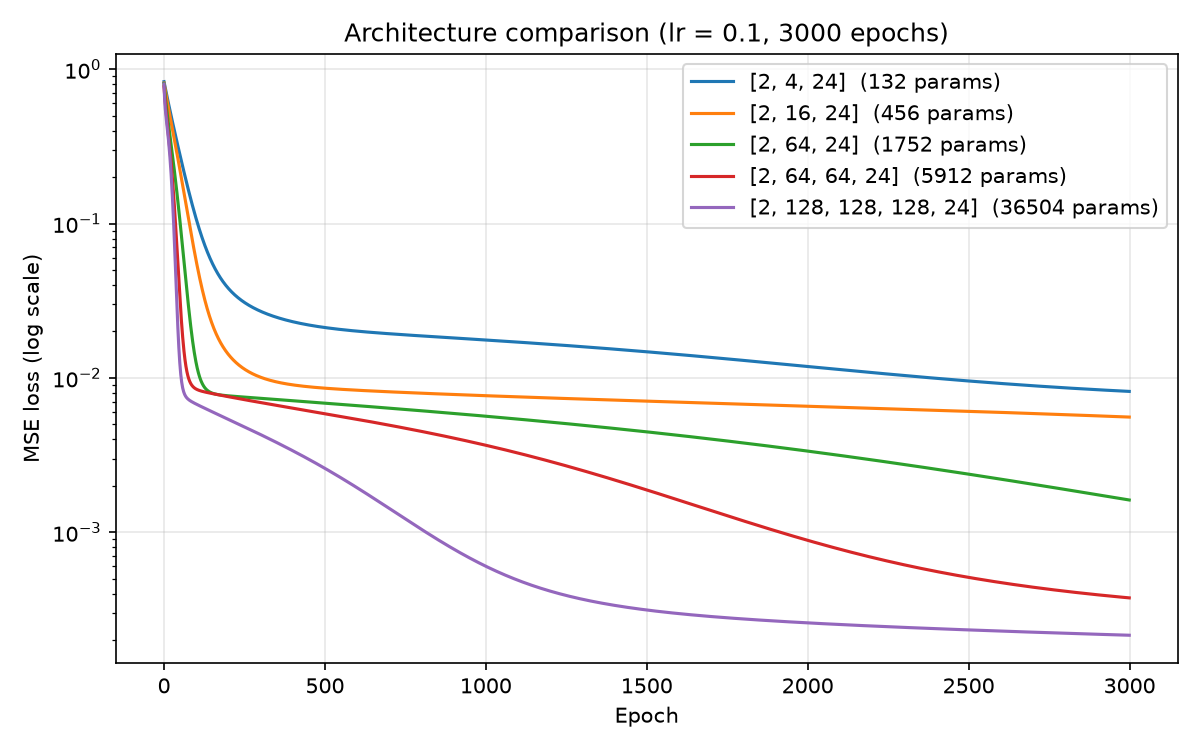 Architecture comparison (lr = 0.1, 3000 epochs)
[2, 4, 24]  (132 params)
[2, 16, 24]  (456 params)
[2, 64, 24]  (1752 params)
[2, 64, 64, 24]  (5912 params)
[2, 128, 128, 128, 24]  (36504 params)
MSE loss (log scale)
10⁰
10⁻¹
10⁻²
10⁻³
0 500 1000 1500 2000 2500 3000
Epoch